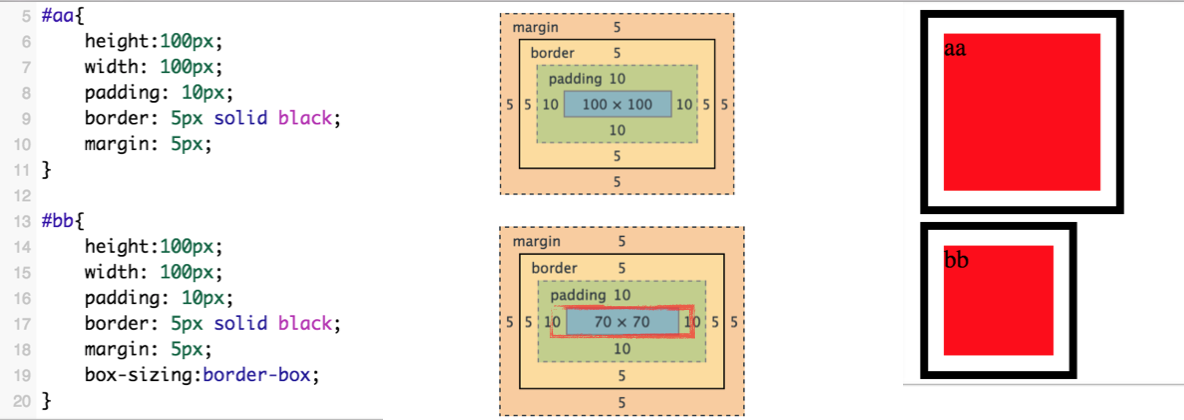 5 #aa{
6 height:100px;
7 width: 100px;
8 padding: 10px;
9 border: 5px solid black;
10 margin: 5px;
11 }
12
13 #bb{
14 height:100px;
15 width: 100px;
16 padding: 10px;
17 border: 5px solid black;
18 margin: 5px;
19 box-sizing:border-box;
20 }
margin 5
border 5
padding 10
5 5 10 100 × 100 10 5 5
10
5
5
margin 5
border 5
padding 10
5 5 10 70 × 70 10 5 5
10
5
5
aa
bb